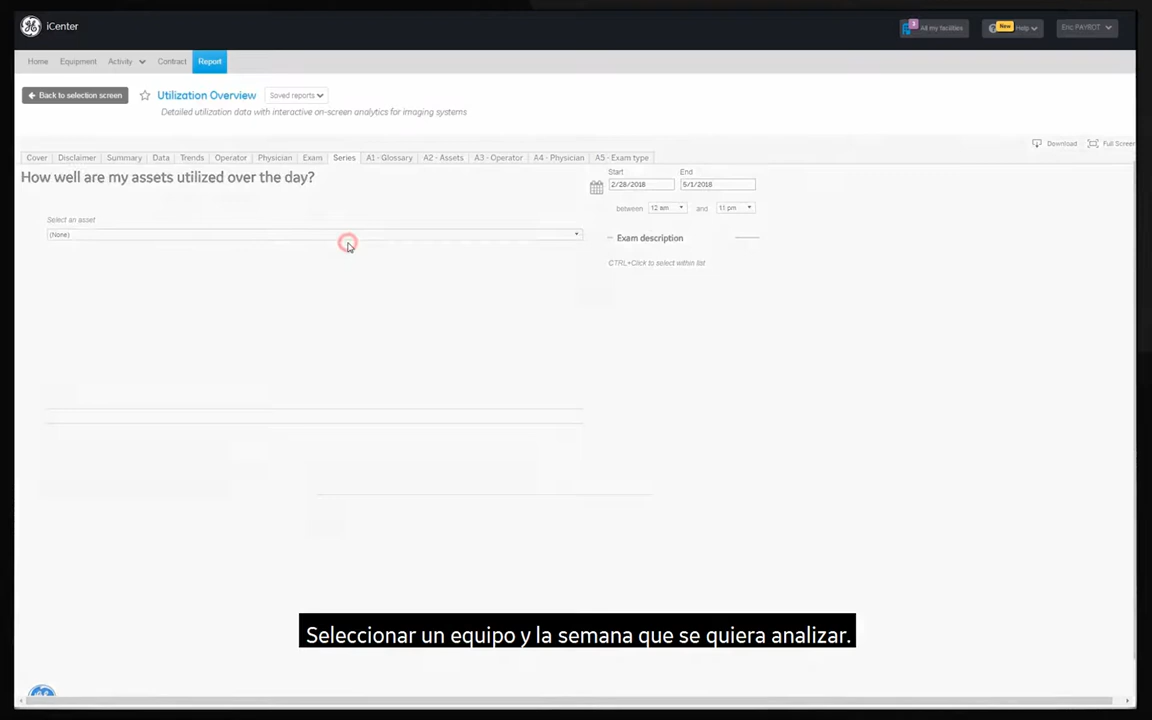 iCenter
3
All my facilities
New
Help
Eric PAYROT
Home
Equipment
Activity
Contract
Report
Back to selection screen
Utilization Overview
Saved reports
Detailed utilization data with interactive on-screen analytics for imaging systems
Download
Full Screen
Cover
Disclaimer
Summary
Data
Trends
Operator
Physician
Exam
Series
A1 - Glossary
A2 - Assets
A3 - Operator
A4 - Physician
A5 - Exam type
How well are my assets utilized over the day?
Start
End
2/28/2018
5/1/2018
between
12 am
and
11 pm
Select an asset
(None)
Exam description
CTRL+Click to select within list
Seleccionar un equipo y la semana que se quiera analizar.